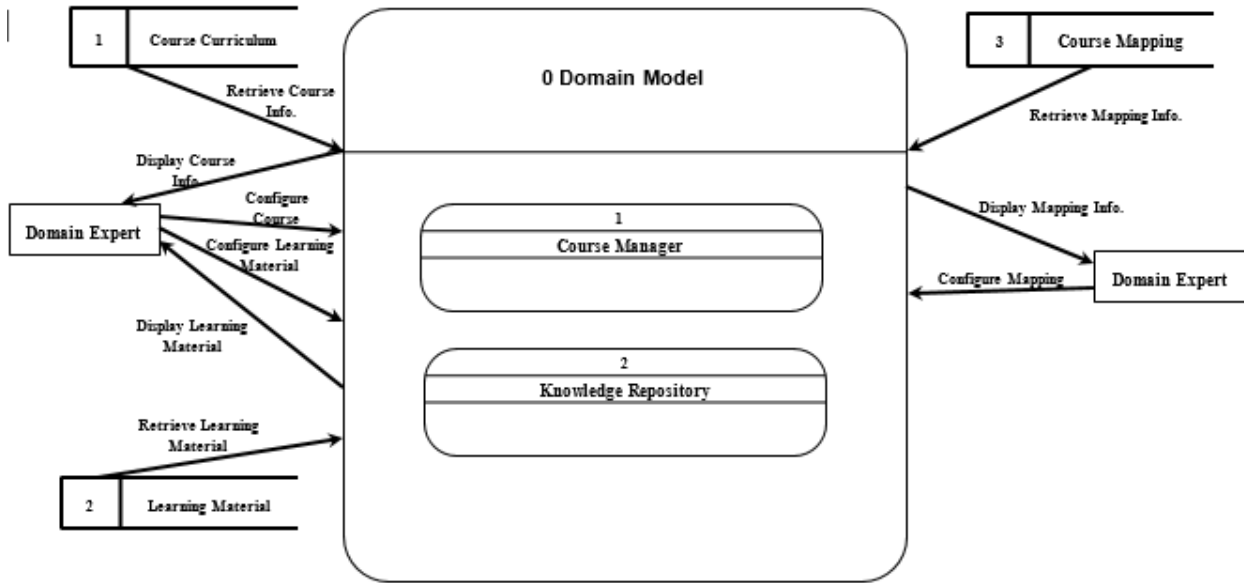 1 Course Curriculum
0 Domain Model
3 Course Mapping
Retrieve Course
Info.
Retrieve Mapping Info.
Display Course
Info.
Configure
Course
Domain Expert
Configure Learning
Material
Display Learning
Material
Retrieve Learning
Material
2 Learning Material
1
Course Manager
2
Knowledge Repository
Display Mapping Info.
Configure Mapping
Domain Expert